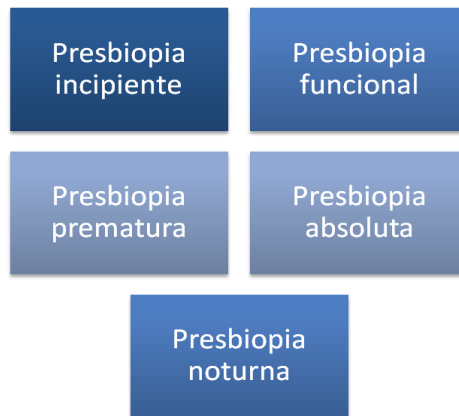 Presbiopia
incipiente
Presbiopia
funcional
Presbiopia
prematura
Presbiopia
absoluta
Presbiopia
noturna